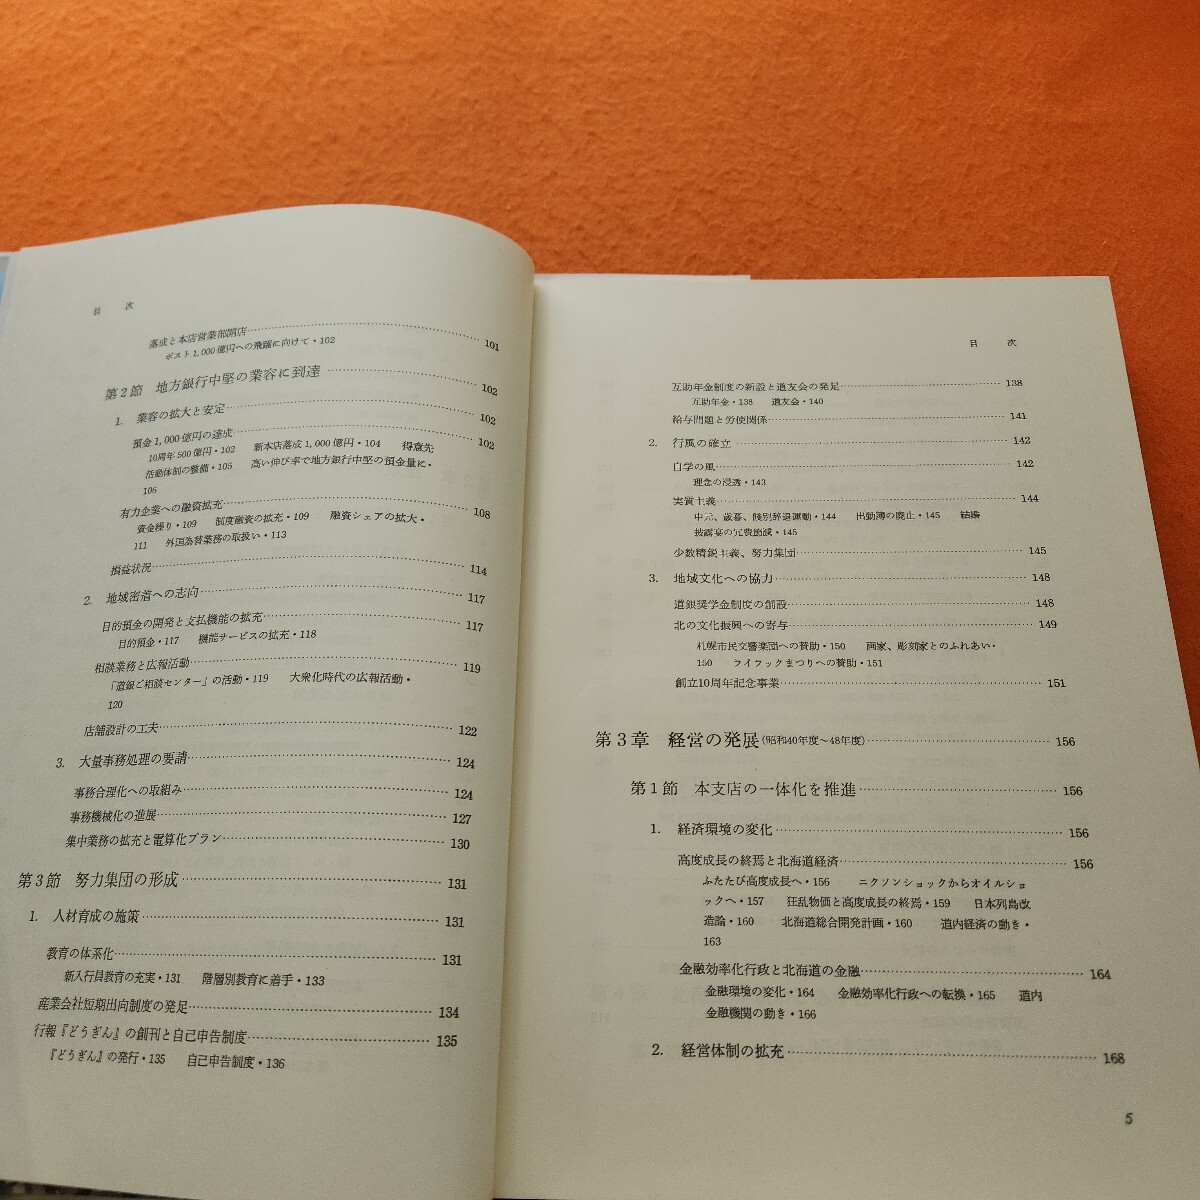 目 次
落成と本店営業部開店 101
ポスト1,000億円への飛躍に向けて・102
第2節 地方銀行中堅の業容に到達 102
1. 業容の拡大と安定 102
預金1,000億円の達成 102
10周年500億円・102 新本店落成1,000億円・104 得意先
活動体制の整備・105 高い伸び率で地方銀行中堅の預金量に・
106
有力企業への融資拡充 108
資金繰り・109 制度融資の拡充・109 融資シェアの拡大・
111 外国為替業務の取扱い・113
損益状況 114
2. 地域密着への志向 117
目的預金の開発と支払機能の拡充 117
目的預金・117 機能サービスの拡充・118
相談業務と広報活動 119
「道銀ご相談センター」の活動・119 大衆化時代の広報活動・
120
店舗設計の工夫 122
3. 大量事務処理の要請 124
事務合理化への取組み 124
事務機械化の進展 127
集中業務の拡充と電算化プラン 130
第3節 努力集団の形成 131
1. 人材育成の施策 131
教育の体系化 131
新入行員教育の充実・131 階層別教育に着手・133
産業会社短期出向制度の発足 134
行報『どうぎん』の創刊と自己申告制度 135
『どうぎん』の発行・135 自己申告制度・136
目 次
互助年金制度の新設と道友会の発足 138
互助年金・138 道友会・140
給与問題と労使関係 141
2. 行風の確立 142
自学の風 142
理念の浸透・143
実質主義 144
中元、歳暮、餞別辞退運動・144 出勤簿の廃止・145 結婚
披露宴の冗費節減・145
少数精鋭主義、努力集団 145
3. 地域文化への協力 148
道銀奨学金制度の創設 148
北の文化振興への寄与 149
札幌市民交響楽団への賛助・150 画家、彫刻家とのふれあい・
150 ライラックまつりへの賛助・151
創立10周年記念事業 151
第3章 経営の発展(昭和40年度～48年度) 156
第1節 本支店の一体化を推進 156
1. 経済環境の変化 156
高度成長の終焉と北海道経済 156
ふたたび高度成長へ・156 ニクソンショックからオイルショ
ックへ・157 狂乱物価と高度成長の終焉・159 日本列島改
造論・160 北海道総合開発計画・160 道内経済の動き・
163
金融効率化行政と北海道の金融 164
金融環境の変化・164 金融効率化行政への転換・165 道内
金融機関の動き・166
2. 経営体制の拡充 168
5